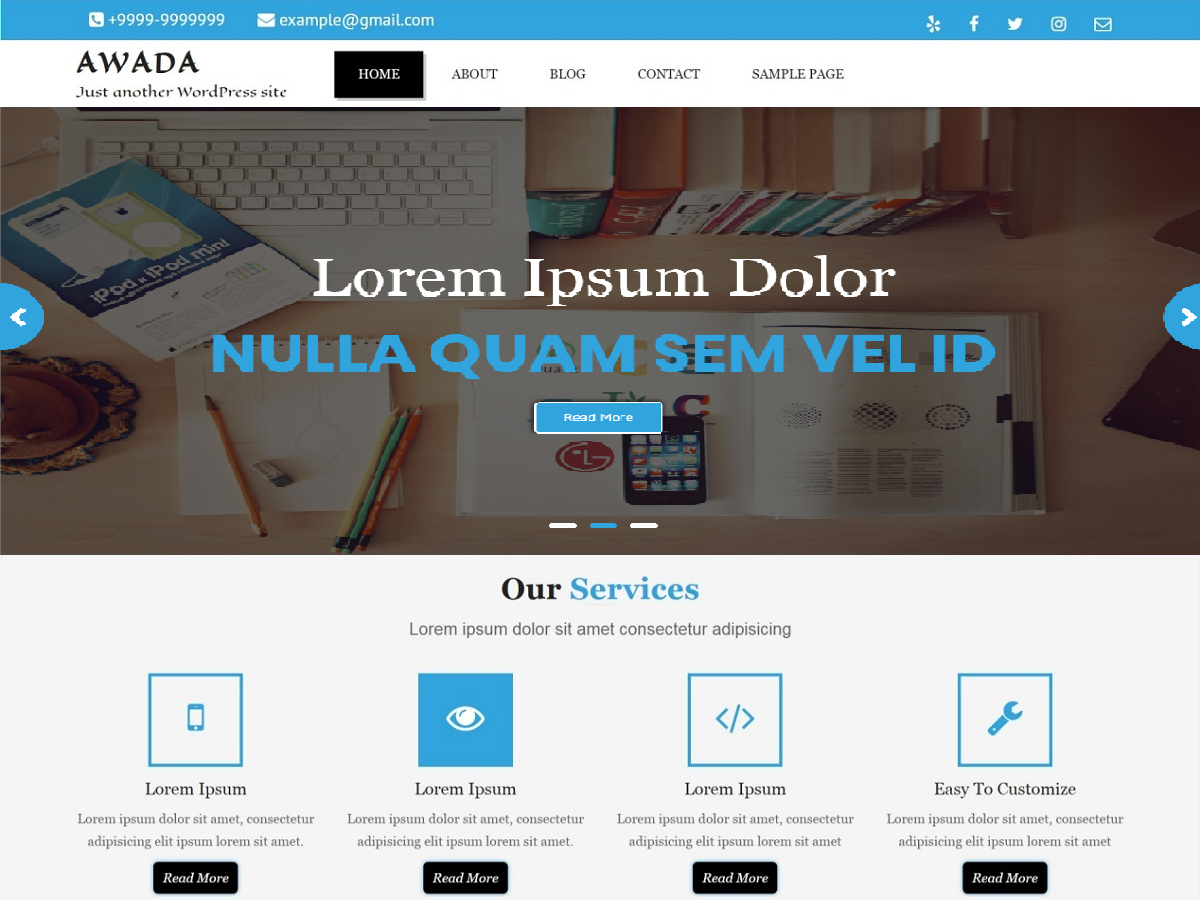 +9999-9999999 example@gmail.com
AWADA
Just another WordPress site
HOME ABOUT BLOG CONTACT SAMPLE PAGE
iPod x iPod mini
Lorem Ipsum Dolor
NULLA QUAM SEM VEL ID
Read More
LG
Our Services
Lorem ipsum dolor sit amet consectetur adipisicing
Lorem Ipsum
Lorem ipsum dolor sit amet, consectetur
adipisicing elit ipsum lorem sit amet.
Read More
Lorem Ipsum
Lorem ipsum dolor sit amet, consectetur
adipisicing elit ipsum lorem sit amet.
Read More
Lorem Ipsum
Lorem ipsum dolor sit amet, consectetur
adipisicing elit ipsum lorem sit amet
Read More
Easy To Customize
Lorem ipsum dolor sit amet, consectetur
adipisicing elit ipsum lorem sit amet
Read More